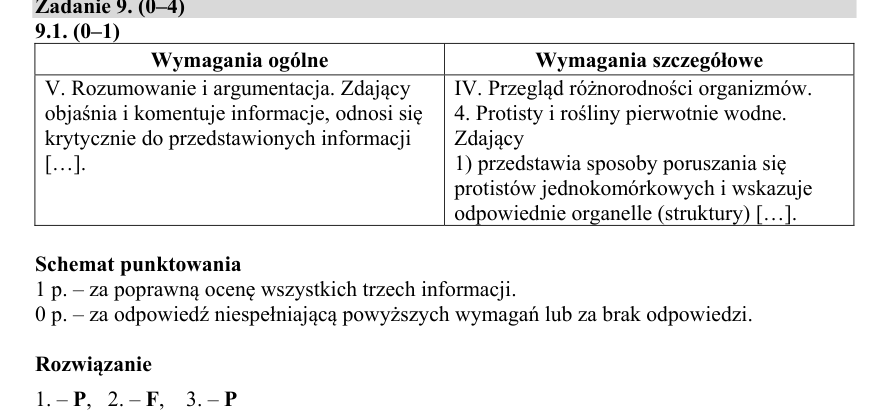 Zadanie 9. (0–4)
9.1. (0–1)
Wymagania ogólne
Wymagania szczegółowe
V. Rozumowanie i argumentacja. Zdający
objaśnia i komentuje informacje, odnosi się
krytycznie do przedstawionych informacji
[…].
IV. Przegląd różnorodności organizmów.
4. Protisty i rośliny pierwotnie wodne.
Zdający
1) przedstawia sposoby poruszania się
protistów jednokomórkowych i wskazuje
odpowiednie organelle (struktury) […].
Schemat punktowania
1 p. – za poprawną ocenę wszystkich trzech informacji.
0 p. – za odpowiedź niespełniającą powyższych wymagań lub za brak odpowiedzi.
Rozwiązanie
1. – P, 2. – F, 3. – P